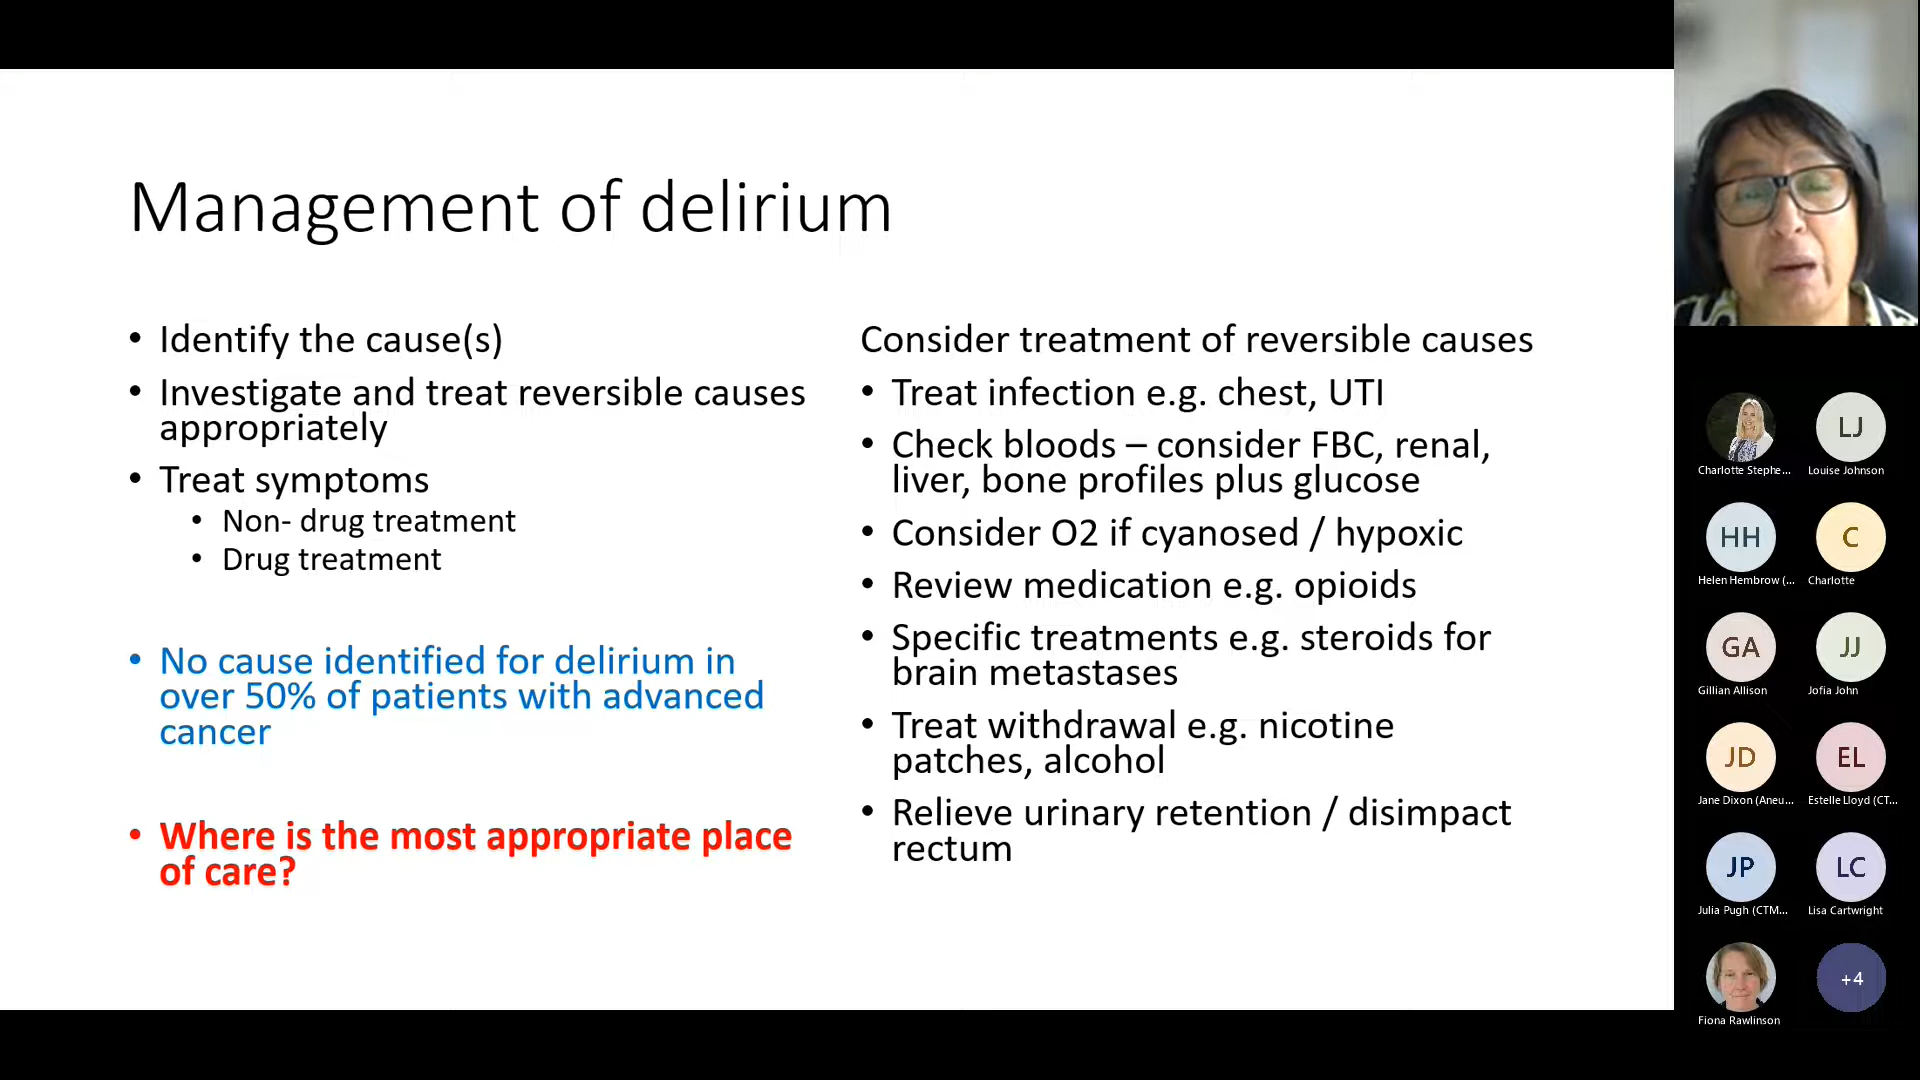 Management of delirium
• Identify the cause(s)
• Investigate and treat reversible causes
appropriately
• Treat symptoms
• Non- drug treatment
• Drug treatment
• No cause identified for delirium in
over 50% of patients with advanced
cancer
• Where is the most appropriate place
of care?
Consider treatment of reversible causes
• Treat infection e.g. chest, UTI
• Check bloods – consider FBC, renal,
liver, bone profiles plus glucose
• Consider O2 if cyanosed / hypoxic
• Review medication e.g. opioids
• Specific treatments e.g. steroids for
brain metastases
• Treat withdrawal e.g. nicotine
patches, alcohol
• Relieve urinary retention / disimpact
rectum
Charlotte Stephe...
LJ
Louise Johnson
HH
Helen Hembrow (...
C
Charlotte
GA
Gillian Allison
JJ
Jofia John
JD
Jane Dixon (Aneu...
EL
Estelle Lloyd (CT...
JP
Julia Pugh (CTM...
LC
Lisa Cartwright
Fiona Rawlinson
+4